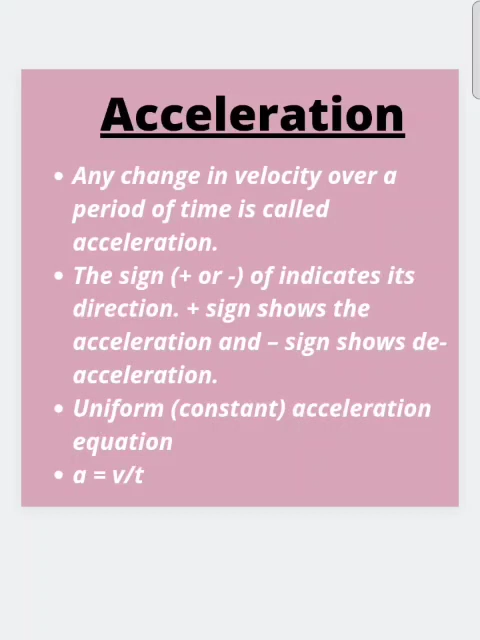 Acceleration
• Any change in velocity over a
period of time is called
acceleration.
• The sign (+ or -) of indicates its
direction. + sign shows the
acceleration and – sign shows de-
acceleration.
• Uniform (constant) acceleration
equation
• a = v/t